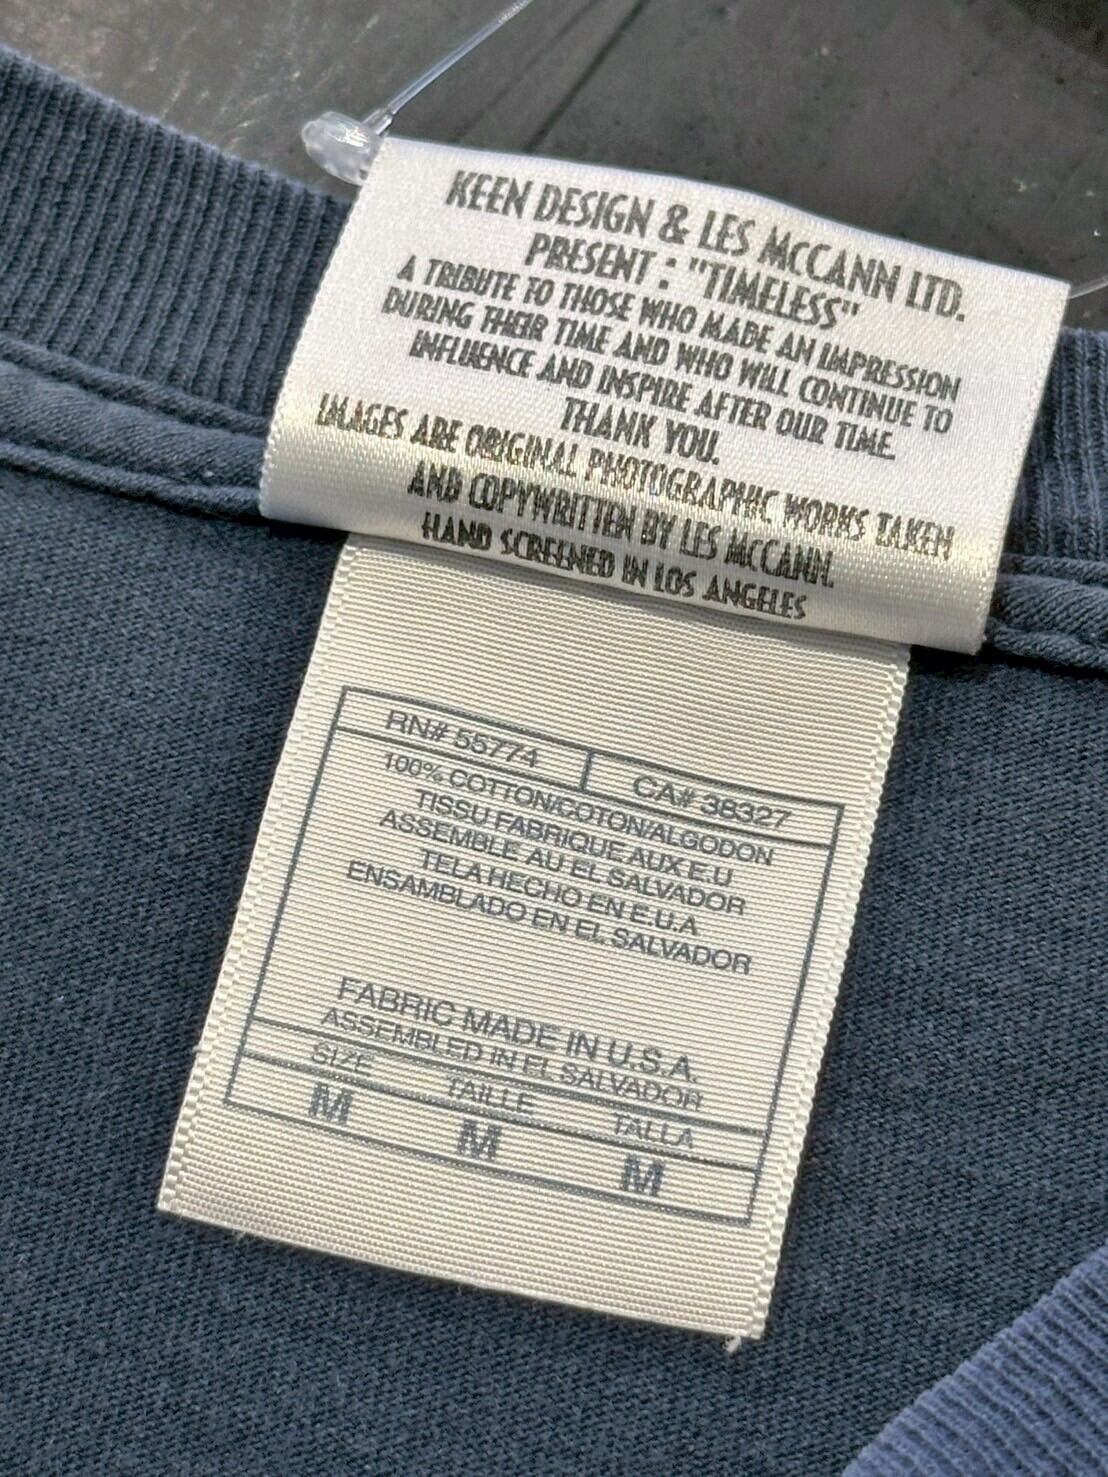 KEEN DESIGN & LES McCANN LTD.
PRESENT : "TIMELESS"
A TRIBUTE TO THOSE WHO MADE AN IMPRESSION
DURING THEIR TIME AND WHO WILL CONTINUE TO
INFLUENCE AND INSPIRE AFTER OUR TIME.
THANK YOU.
IMAGES ARE ORIGINAL PHOTOGRAPHIC WORKS TAKEN
AND COPYWRITTEN BY LES McCANN.
HAND SCREENED IN LOS ANGELES
RN# 55774 CA# 38327
100% COTTON/COTON/ALGODON
TISSU FABRIQUE AUX E.U
ASSEMBLE AU EL SALVADOR
TELA HECHO EN E.U.A
ENSAMBLADO EN EL SALVADOR
FABRIC MADE IN U.S.A.
ASSEMBLED IN EL SALVADOR
SIZE TAILLE TALLA
M M M